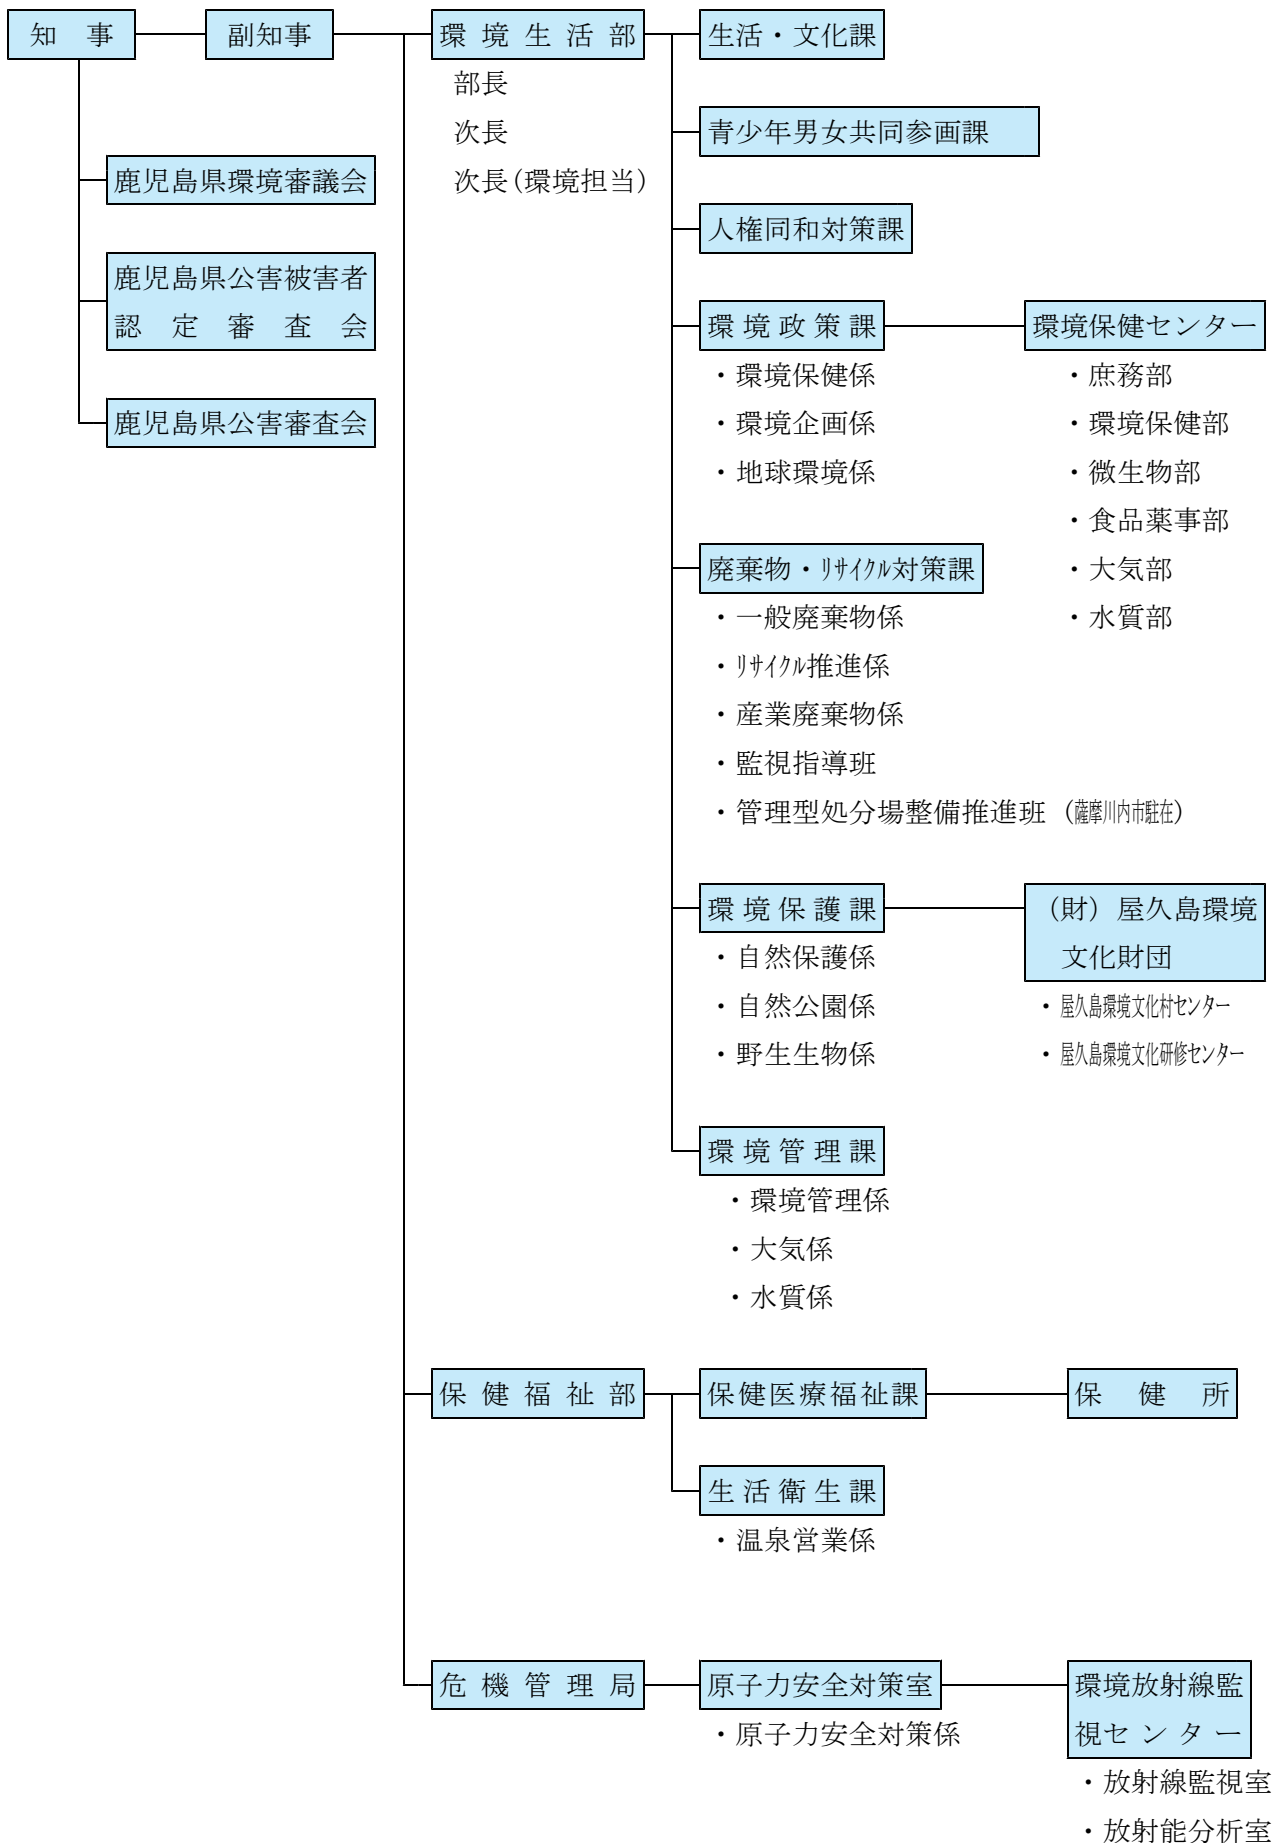 知事
副知事
鹿児島県環境審議会
鹿児島県公害被害者
認定審査会
鹿児島県公害審査会
環境生活部
部長
次長
次長(環境担当)
生活・文化課
青少年男女共同参画課
人権同和対策課
環境政策課
・環境保健係
・環境企画係
・地球環境係
環境保健センター
・庶務部
・環境保健部
・微生物部
・食品薬事部
・大気部
・水質部
廃棄物・ﾘｻｲｸﾙ対策課
・一般廃棄物係
・ﾘｻｲｸﾙ推進係
・産業廃棄物係
・監視指導班
・管理型処分場整備推進班（薩摩川内市駐在）
環境保護課
・自然保護係
・自然公園係
・野生生物係
（財）屋久島環境
文化財団
・屋久島環境文化村ｾﾝﾀｰ
・屋久島環境文化研修ｾﾝﾀｰ
環境管理課
・環境管理係
・大気係
・水質係
保健福祉部
保健医療福祉課
保健所
生活衛生課
・温泉営業係
危機管理局
原子力安全対策室
・原子力安全対策係
環境放射線監
視センター
・放射線監視室
・放射能分析室